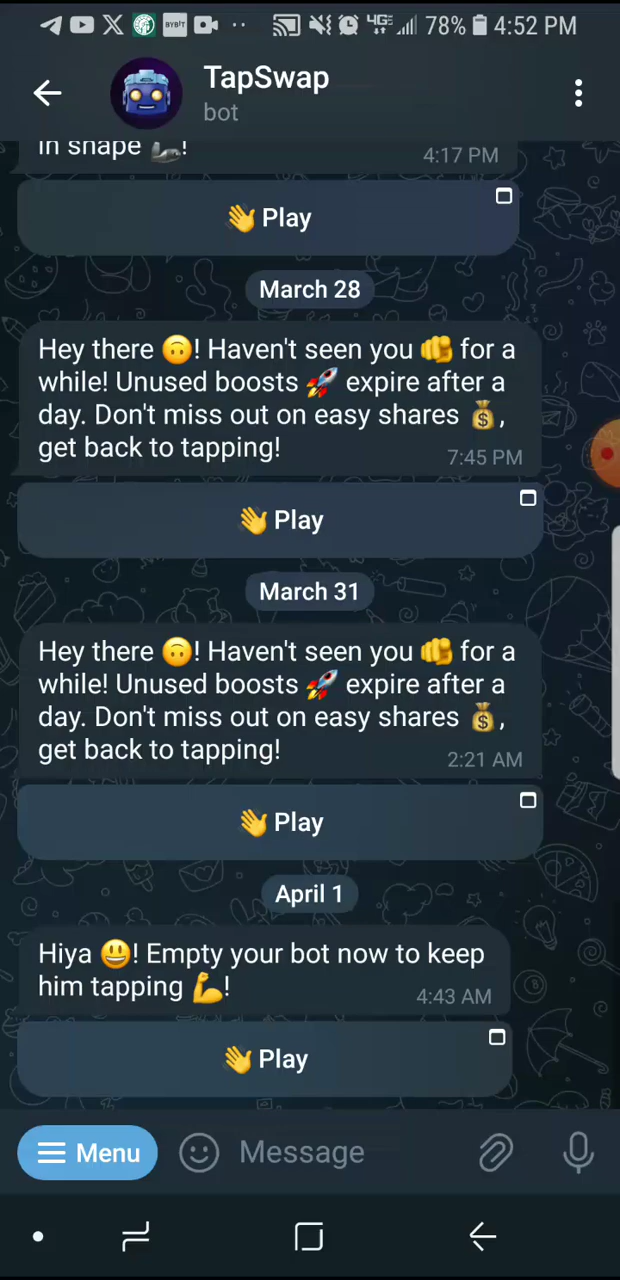 BYBIT 4GE 78% 4:52 PM
TapSwap
bot
in shape 🦾!
4:17 PM
👋 Play
March 28
Hey there 🙃! Haven't seen you 🫵 for a
while! Unused boosts 🚀 expire after a
day. Don't miss out on easy shares 💰,
get back to tapping!
7:45 PM
👋 Play
March 31
Hey there 🙃! Haven't seen you 🫵 for a
while! Unused boosts 🚀 expire after a
day. Don't miss out on easy shares 💰,
get back to tapping!
2:21 AM
👋 Play
April 1
Hiya 😃! Empty your bot now to keep
him tapping 💪!
4:43 AM
👋 Play
Menu
Message